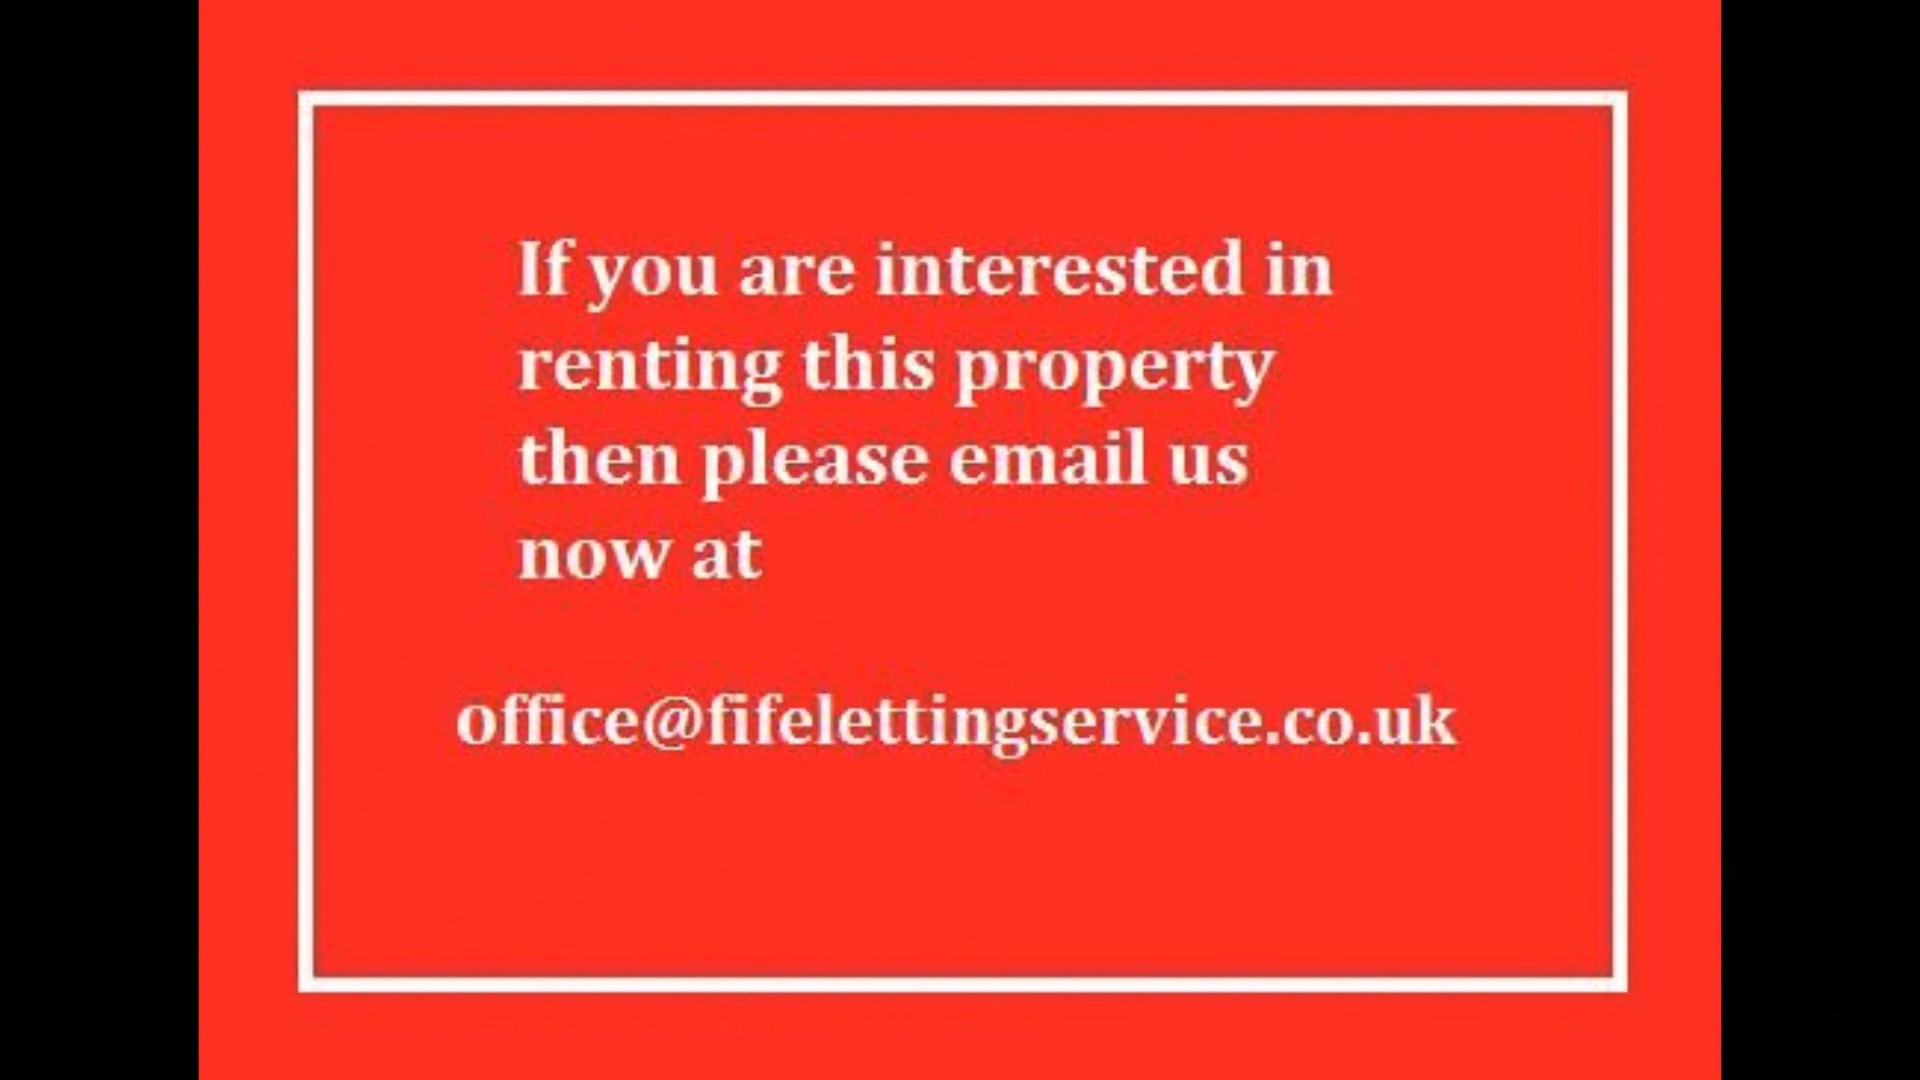 If you are interested in
renting this property
then please email us
now at
office@fifelettingservice.co.uk